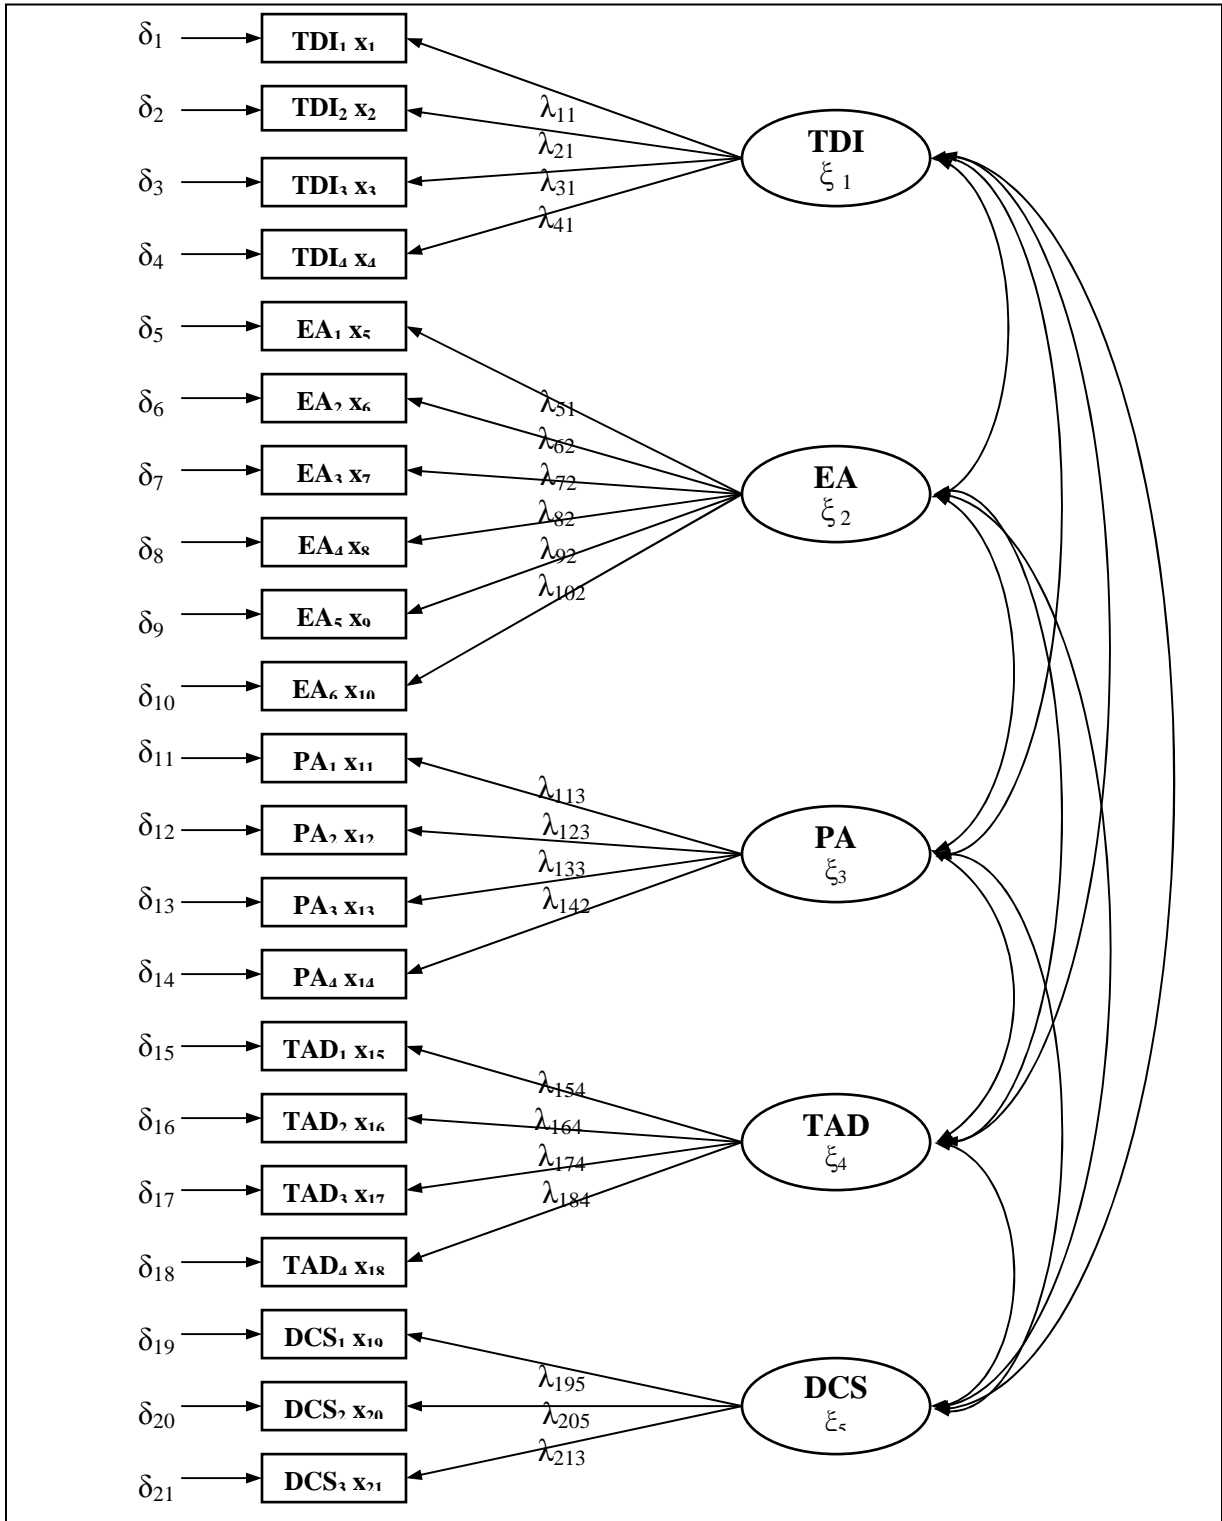 δ1 TDI1 x1
λ11
δ2 TDI2 x2
TDI
λ21
ξ 1
δ3 TDI3 x3
λ31
λ41
δ4 TDI4 x4
δ5 EA1 x5
δ6 EA2 x6
λ51
λ62
δ7 EA3 x7
λ72
EA
ξ 2
λ82
δ8 EA4 x8
λ92
λ102
δ9 EA5 x9
δ10 EA6 x10
δ11 PA1 x11
λ113
δ12 PA2 x12
λ123
PA
ξ3
λ133
δ13 PA3 x13
λ142
δ14 PA4 x14
δ15 TAD1 x15
λ154
δ16 TAD2 x16
λ164
TAD
ξ4
λ174
δ17 TAD3 x17
λ184
δ18 TAD4 x18
δ19 DCS1 x19
λ195
DCS
ξ5
δ20 DCS2 x20
λ205
λ213
δ21 DCS3 x21